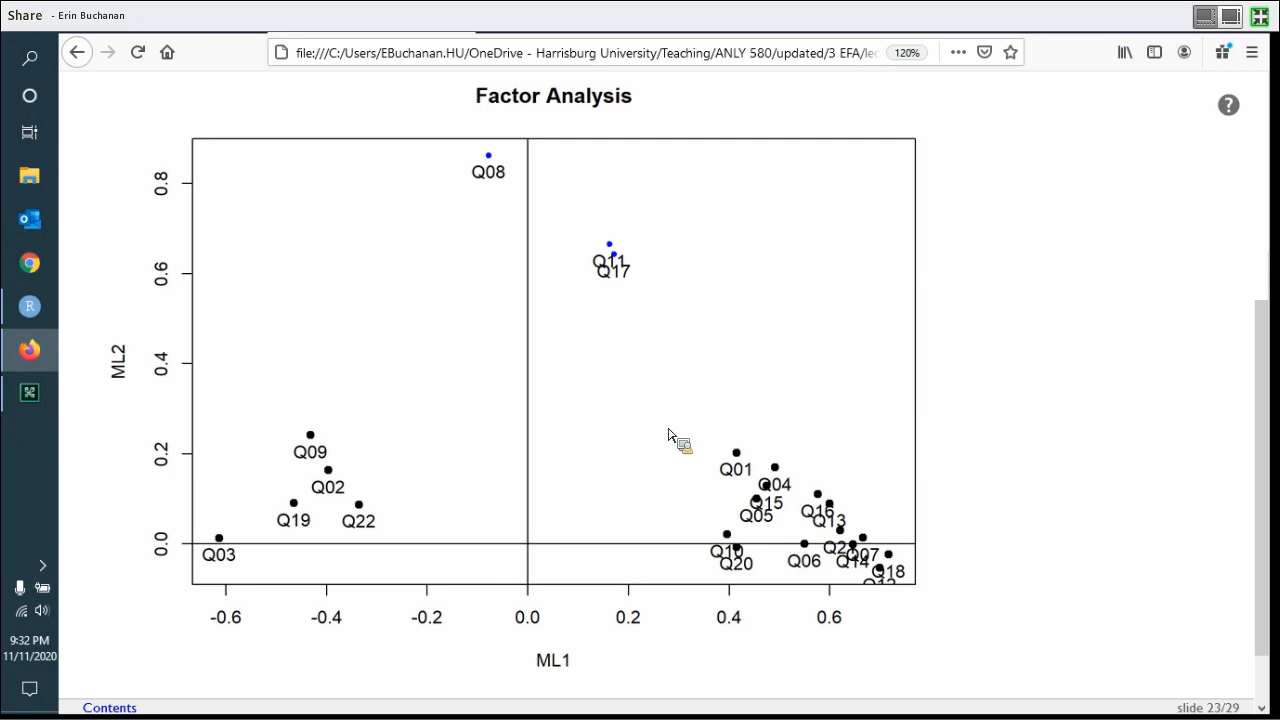 Share - Erin Buchanan
file:///C:/Users/EBuchanan.HU/OneDrive - Harrisburg University/Teaching/ANLY 580/updated/3 EFA/lec
120%
Factor Analysis
?
Q08
0.8
Q11
Q17
0.6
ML2
0.4
Q09
Q01
0.2
Q02
Q04
Q15
Q19
Q22
Q05
Q16
Q13
Q03
0.0
Q10
Q20
Q06
Q07
Q14
Q18
-0.6 -0.4 -0.2 0.0 0.2 0.4 0.6
ML1
R
9:32 PM
11/11/2020
Contents
slide 23/29